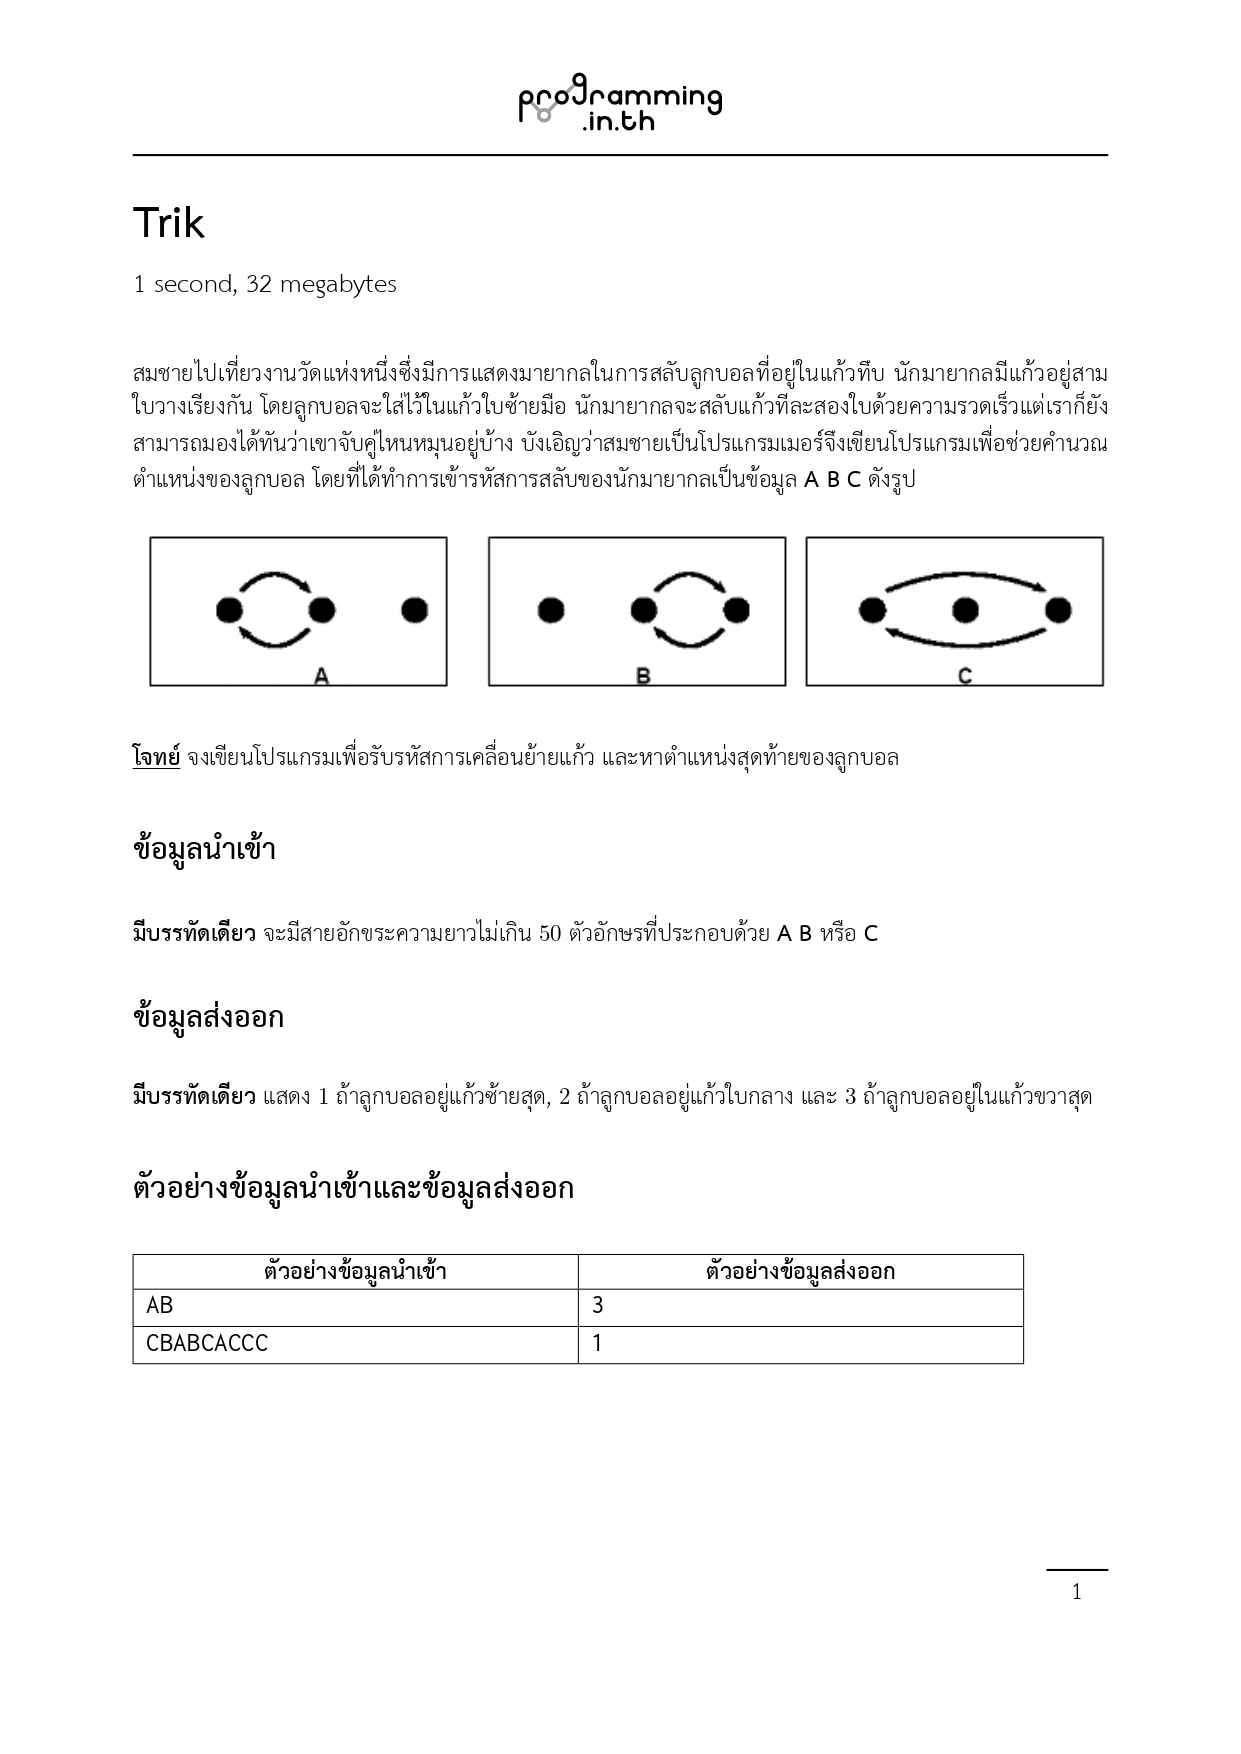 programming
.in.th
Trik
1 second, 32 megabytes
สมชายไปเที่ยวงานวัดแห่งหนึ่งซึ่งมีการแสดงมายากลในการสลับลูกบอลที่อยู่ในแก้วทึบ นักมายากลมีแก้วอยู่สาม
ใบวางเรียงกัน โดยลูกบอลจะใส่ไว้ในแก้วใบซ้ายมือ นักมายากลจะสลับแก้วทีละสองใบด้วยความรวดเร็วแต่เราก็ยัง
สามารถมองได้ทันว่าเขาจับคู่ไหนหมุนอยู่บ้าง บังเอิญว่าสมชายเป็นโปรแกรมเมอร์จึงเขียนโปรแกรมเพื่อช่วยคำนวณ
ตำแหน่งของลูกบอล โดยที่ได้ทำการเข้ารหัสการสลับของนักมายากลเป็นข้อมูล A B C ดังรูป
A B C
โจทย์ จงเขียนโปรแกรมเพื่อรับรหัสการเคลื่อนย้ายแก้ว และหาตำแหน่งสุดท้ายของลูกบอล
ข้อมูลนำเข้า
มีบรรทัดเดียว จะมีสายอักขระความยาวไม่เกิน 50 ตัวอักษรที่ประกอบด้วย A B หรือ C
ข้อมูลส่งออก
มีบรรทัดเดียว แสดง 1 ถ้าลูกบอลอยู่แก้วซ้ายสุด, 2 ถ้าลูกบอลอยู่แก้วใบกลาง และ 3 ถ้าลูกบอลอยู่ในแก้วขวาสุด
ตัวอย่างข้อมูลนำเข้าและข้อมูลส่งออก
ตัวอย่างข้อมูลนำเข้า ตัวอย่างข้อมูลส่งออก
AB 3
CBABCACCC 1
1